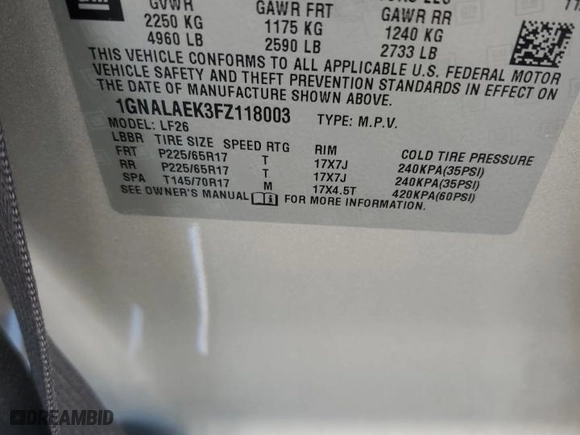 GM
GVWR GAWR FRT GAWR RR
2250 KG 1175 KG 1240 KG
4960 LB 2590 LB 2733 LB
THIS VEHICLE CONFORMS TO ALL APPLICABLE U.S. FEDERAL MOTOR
VEHICLE SAFETY AND THEFT PREVENTION STANDARDS IN EFFECT ON
THE DATE OF MANUFACTURE SHOWN ABOVE.
1GNALAEK3FZ118003 TYPE: M.P.V.
MODEL: LF26
LBBR TIRE SIZE SPEED RTG RIM COLD TIRE PRESSURE
FRT P225/65R17 T 17X7J 240KPA(35PSI)
RR P225/65R17 T 17X7J 240KPA(35PSI)
SPA T145/70R17 M 17X4.5T 420KPA(60PSI)
SEE OWNER'S MANUAL FOR MORE INFORMATION.
DREAMBID